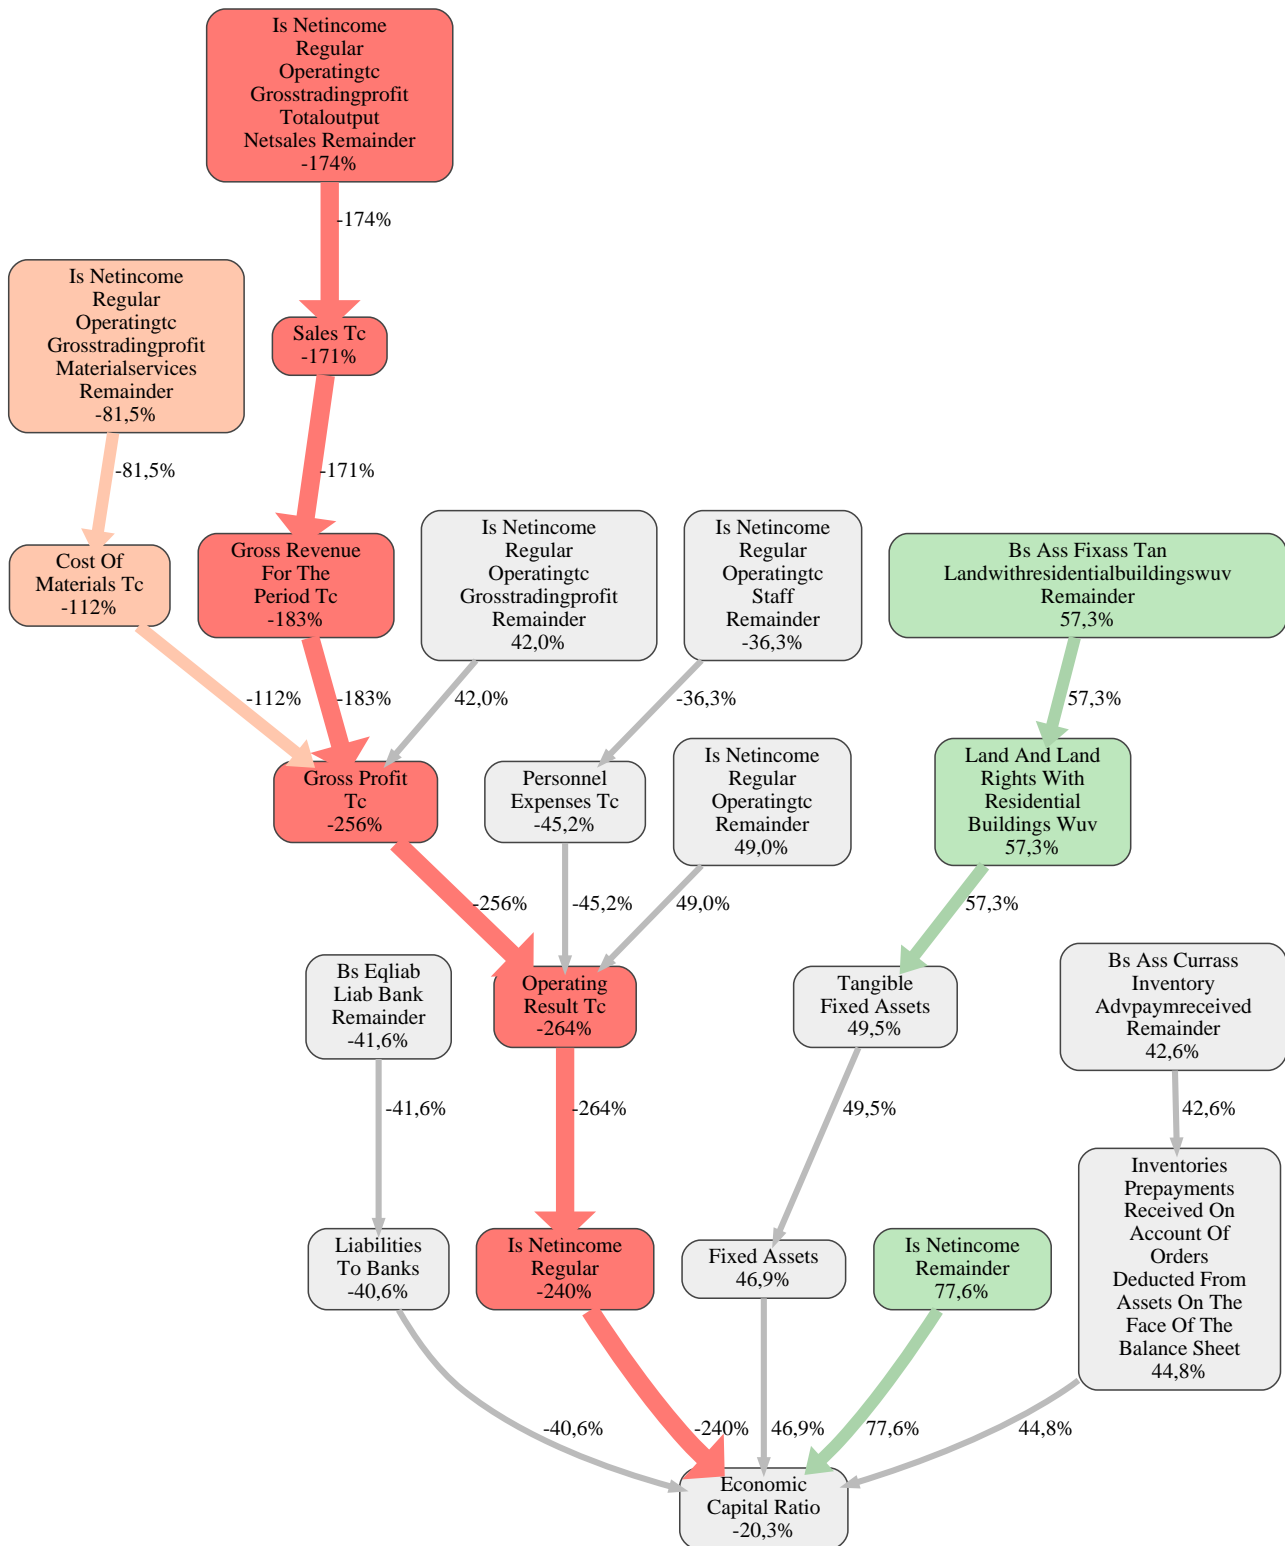 Is Netincome
Regular
Operatingtc
Grosstradingprofit
Totaloutput
Netsales Remainder
-174%
-174%
Is Netincome
Regular
Operatingtc
Grosstradingprofit
Materialservices
Remainder
-81,5%
Sales Tc
-171%
-81,5%
-171%
Cost Of
Materials Tc
-112%
Gross Revenue
For The
Period Tc
-183%
Is Netincome
Regular
Operatingtc
Grosstradingprofit
Remainder
42,0%
Is Netincome
Regular
Operatingtc
Staff
Remainder
-36,3%
Bs Ass Fixass Tan
Landwithresidentialbuildingswuv
Remainder
57,3%
-112%
-183%
42,0%
-36,3%
57,3%
Gross Profit
Tc
-256%
Personnel
Expenses Tc
-45,2%
Is Netincome
Regular
Operatingtc
Remainder
49,0%
Land And Land
Rights With
Residential
Buildings Wuv
57,3%
-256%
-45,2%
49,0%
57,3%
Bs Eqliab
Liab Bank
Remainder
-41,6%
Operating
Result Tc
-264%
Tangible
Fixed Assets
49,5%
Bs Ass Currass
Inventory
Advpaymreceived
Remainder
42,6%
-41,6%
-264%
49,5%
42,6%
Liabilities
To Banks
-40,6%
Is Netincome
Regular
-240%
Fixed Assets
46,9%
Is Netincome
Remainder
77,6%
Inventories
Prepayments
Received On
Account Of
Orders
Deducted From
Assets On The
Face Of The
Balance Sheet
44,8%
-40,6%
-240%
46,9%
77,6%
44,8%
Economic
Capital Ratio
-20,3%